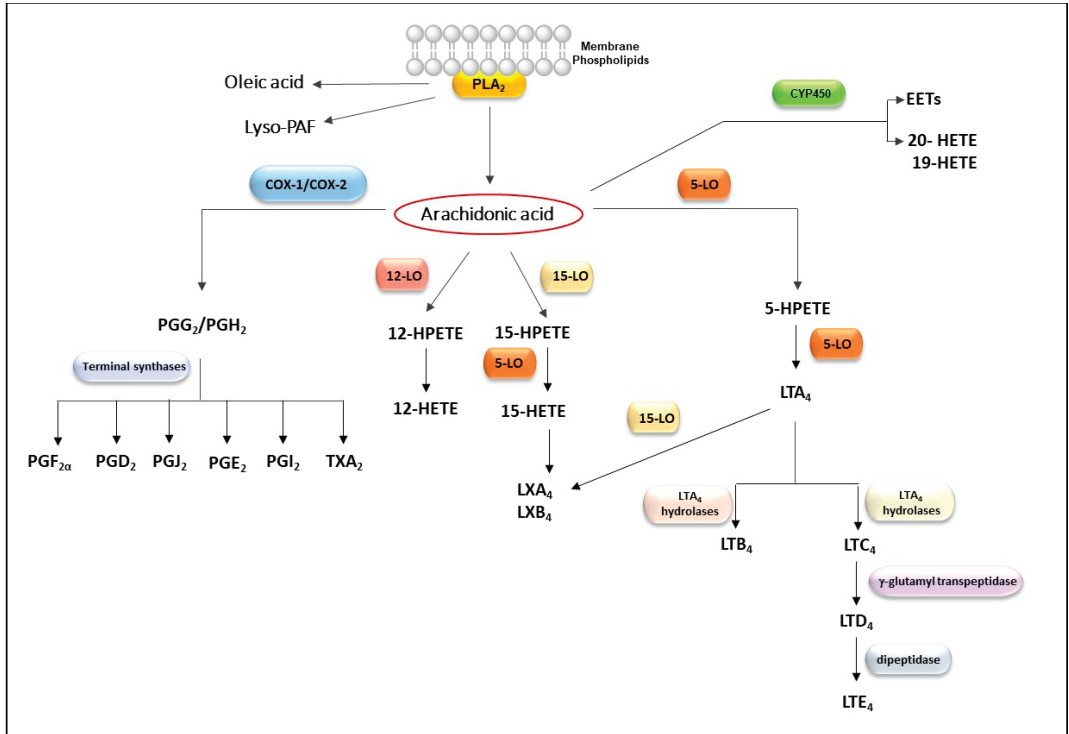 Membrane
Phospholipids
PLA₂
Oleic acid
Lyso-PAF
CYP450
EETs
20- HETE
19-HETE
COX-1/COX-2
5-LO
Arachidonic acid
12-LO
15-LO
PGG₂/PGH₂
12-HPETE
15-HPETE
5-HPETE
Terminal synthases
5-LO
5-LO
12-HETE
15-HETE
LTA₄
15-LO
PGF₂α
PGD₂
PGJ₂
PGE₂
PGI₂
TXA₂
LXA₄
LXB₄
LTA₄
hydrolases
LTA₄
hydrolases
LTB₄
LTC₄
γ-glutamyl transpeptidase
LTD₄
dipeptidase
LTE₄